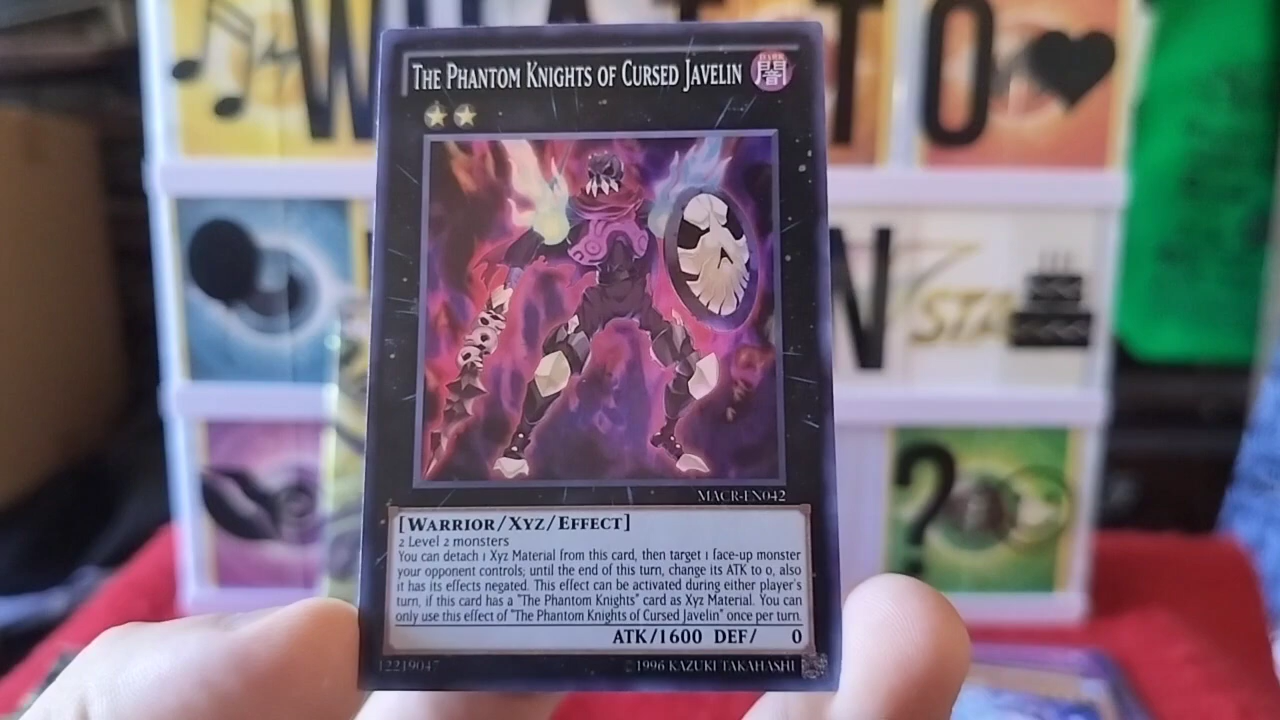 THE PHANTOM KNIGHTS OF CURSED JAVELIN
DARK
闇
MACR-EN042
[WARRIOR/XYZ/EFFECT]
2 Level 2 monsters
You can detach 1 Xyz Material from this card, then target 1 face-up monster
your opponent controls; until the end of this turn, change its ATK to 0, also
it has its effects negated. This effect can be activated during either player's
turn, if this card has a "The Phantom Knights" card as Xyz Material. You can
only use this effect of "The Phantom Knights of Cursed Javelin" once per turn.
ATK/1600 DEF/ 0
12219047
©1996 KAZUKI TAKAHASHI
W
T
T
O
N
STA
?